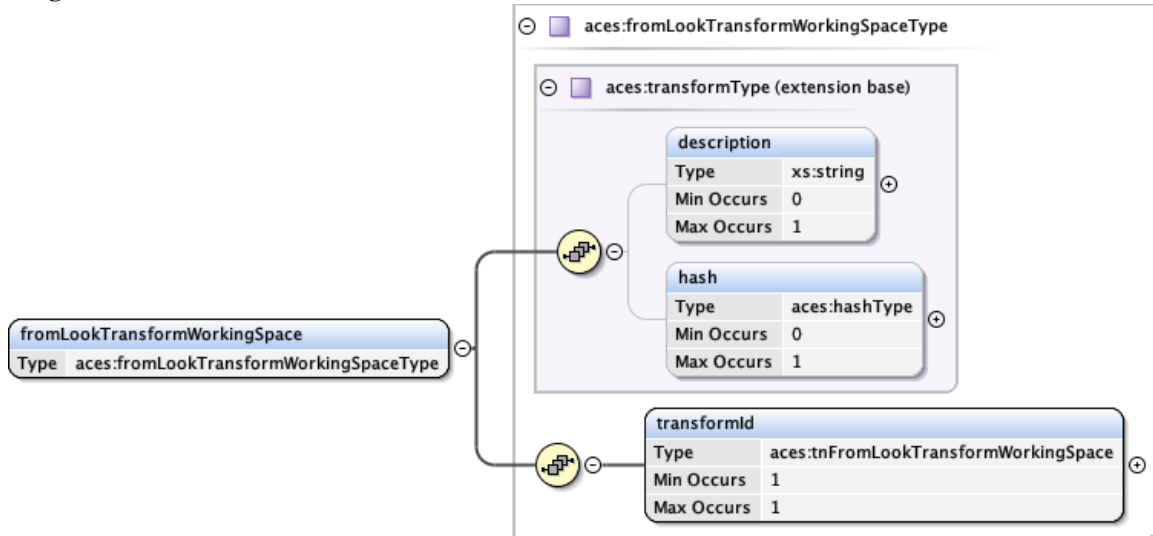 aces:fromLookTransformWorkingSpaceType
aces:transformType (extension base)
description
Type xs:string
Min Occurs 0
Max Occurs 1
hash
Type aces:hashType
Min Occurs 0
Max Occurs 1
fromLookTransformWorkingSpace
Type aces:fromLookTransformWorkingSpaceType
transformId
Type aces:tnFromLookTransformWorkingSpace
Min Occurs 1
Max Occurs 1